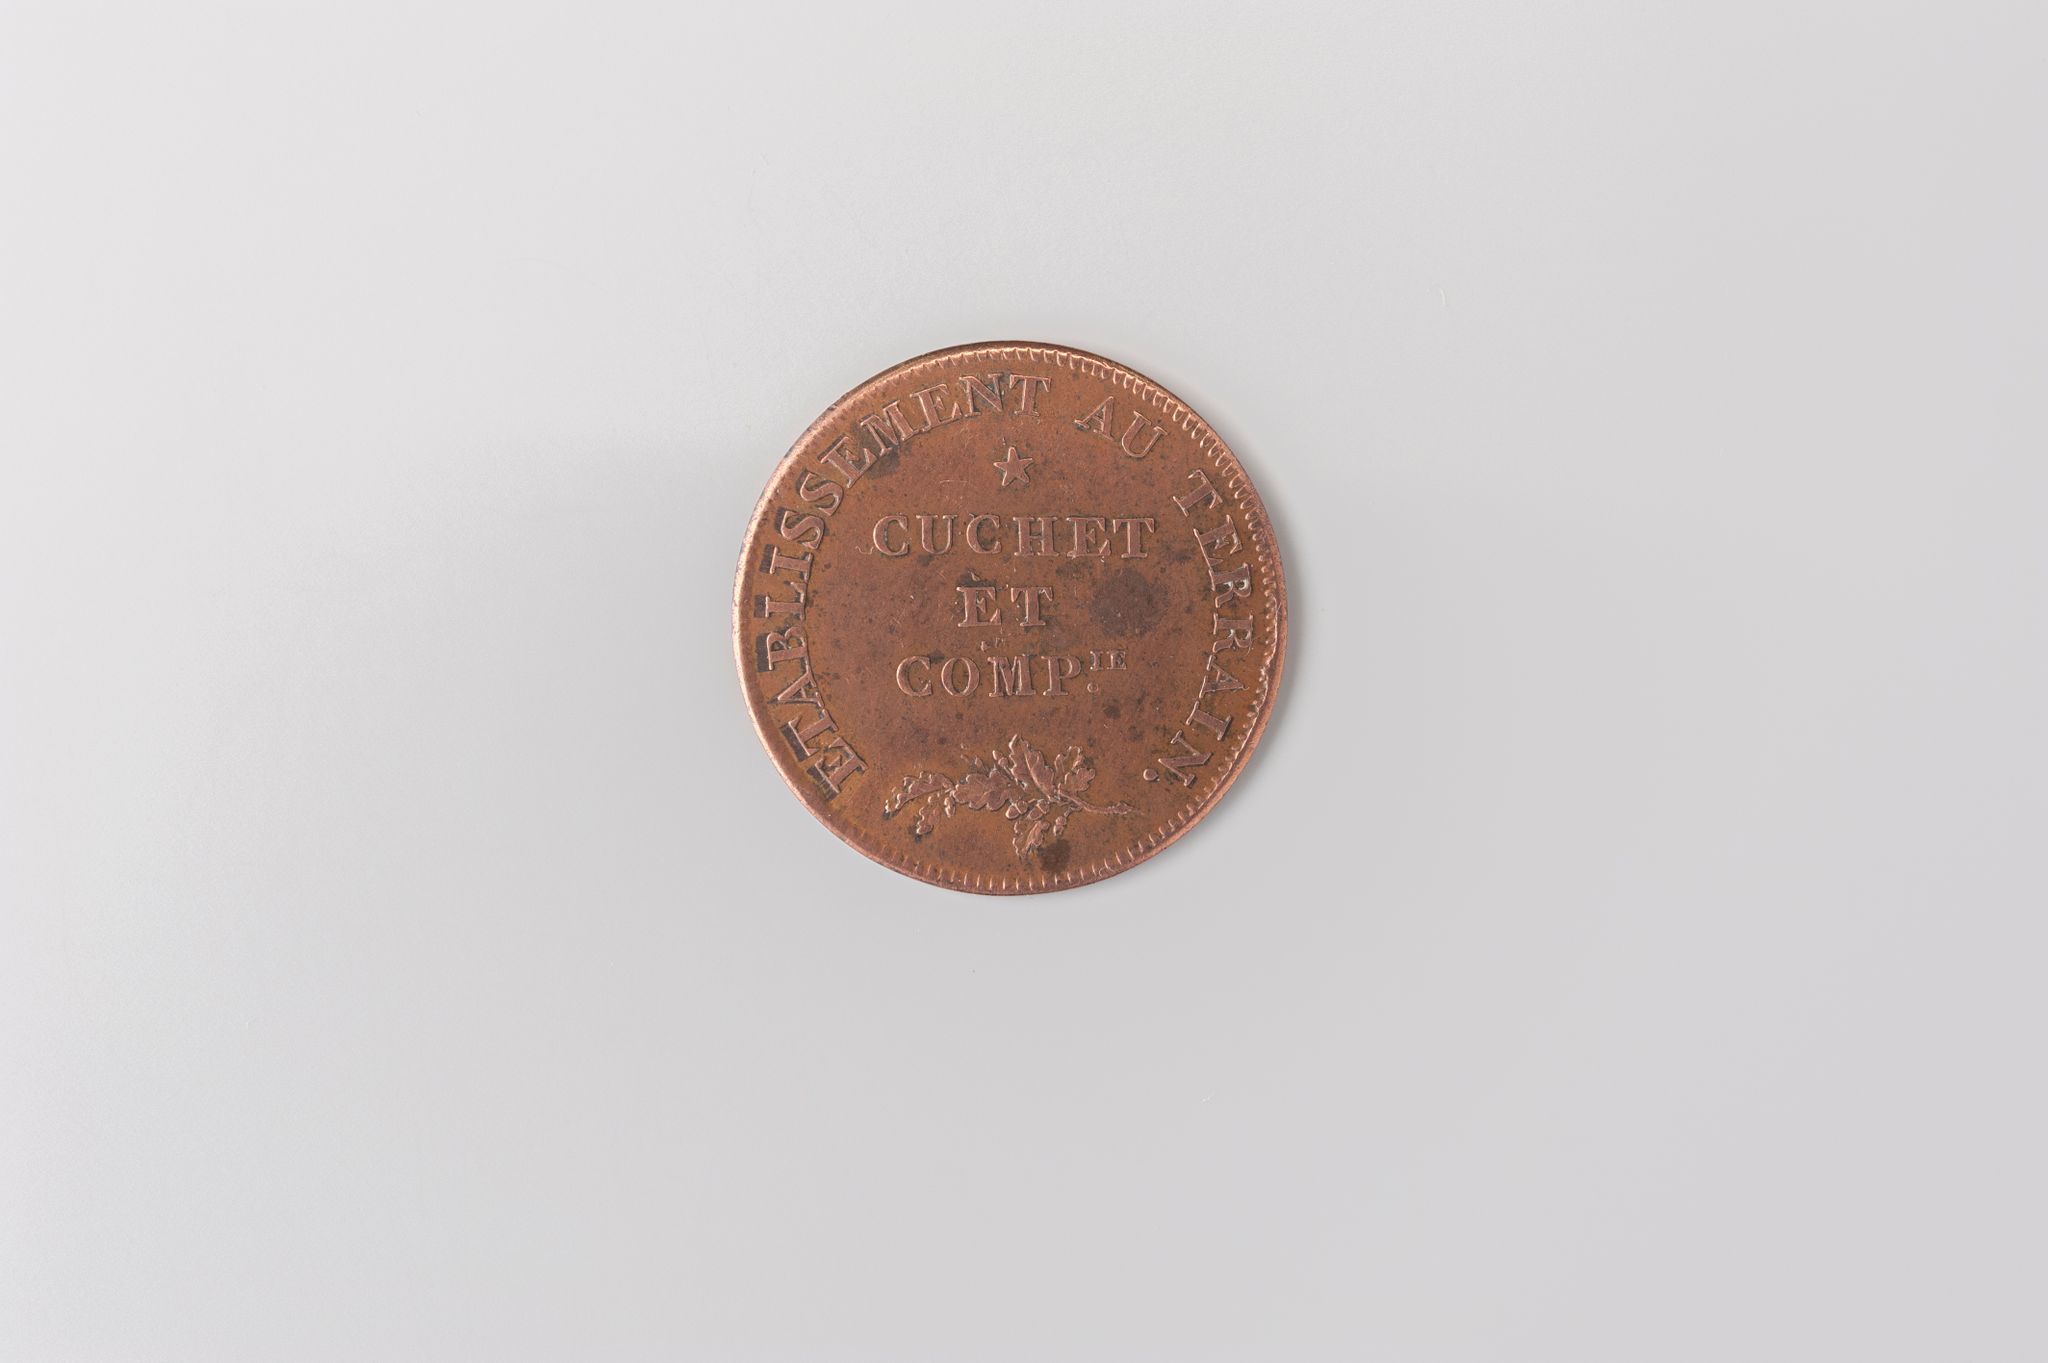 ETABLISSEMENT AU TERRAIN.
CUCHET
ET
COMP.IE